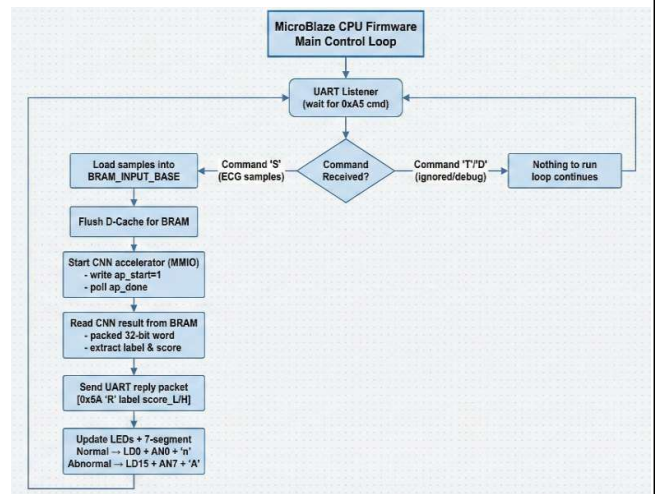 MicroBlaze CPU Firmware
Main Control Loop
UART Listener
(wait for 0xA5 cmd)
Command
Received?
Command 'S'
(ECG samples)
Command 'T'/'D'
(ignored/debug)
Nothing to run
loop continues
Load samples into
BRAM_INPUT_BASE
Flush D-Cache for BRAM
Start CNN accelerator (MMIO)
- write ap_start=1
- poll ap_done
Read CNN result from BRAM
- packed 32-bit word
- extract label & score
Send UART reply packet
[0x5A 'R' label score_L/H]
Update LEDs + 7-segment
Normal → LD0 + AN0 + 'n'
Abnormal → LD15 + AN7 + 'A'